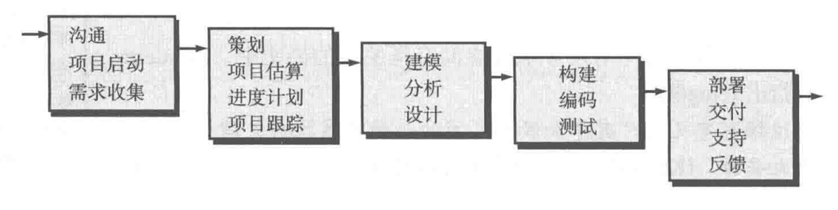 沟通
项目启动
需求收集
策划
项目估算
进度计划
项目跟踪
建模
分析
设计
构建
编码
测试
部署
交付
支持
反馈